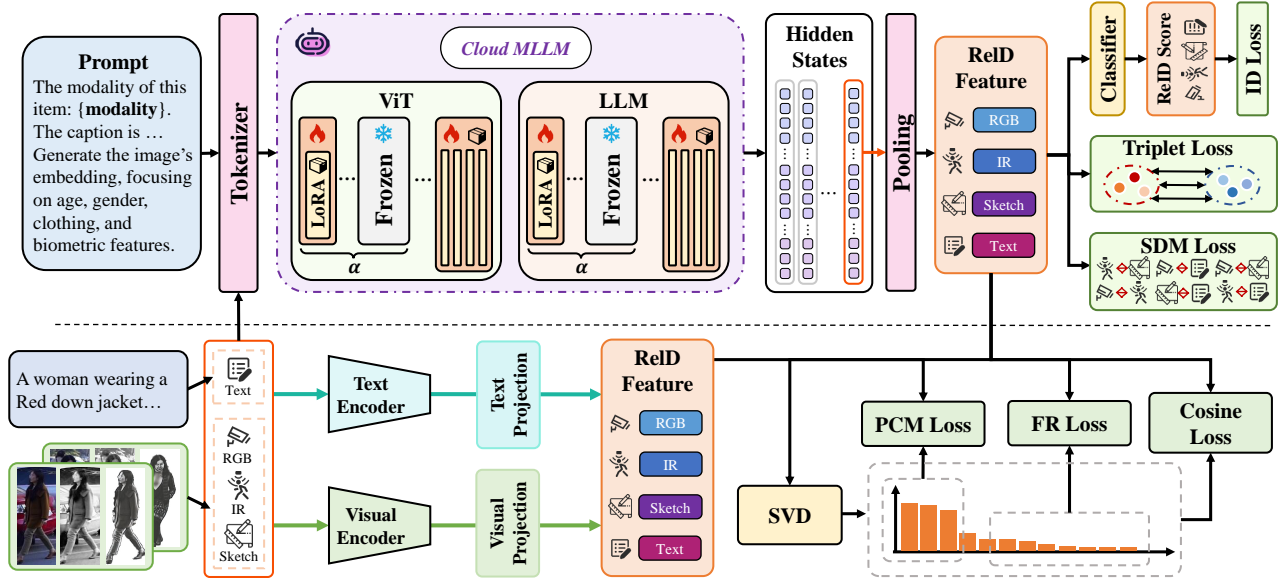 Prompt
The modality of this
item: {modality}.
The caption is …
Generate the image's
embedding, focusing
on age, gender,
clothing, and
biometric features.
Tokenizer
Cloud MLLM
ViT
LoRA
...
Frozen
...
α
LLM
LoRA
...
Frozen
...
α
Hidden
States
...
Pooling
ReID
Feature
RGB
IR
Sketch
Text
Classifier
ReID Score
ID Loss
Triplet Loss
SDM Loss
A woman wearing a
Red down jacket…
Text
RGB
IR
Sketch
Text
Encoder
Text
Projection
Visual
Encoder
Visual
Projection
ReID
Feature
RGB
IR
Sketch
Text
SVD
PCM Loss
FR Loss
Cosine
Loss